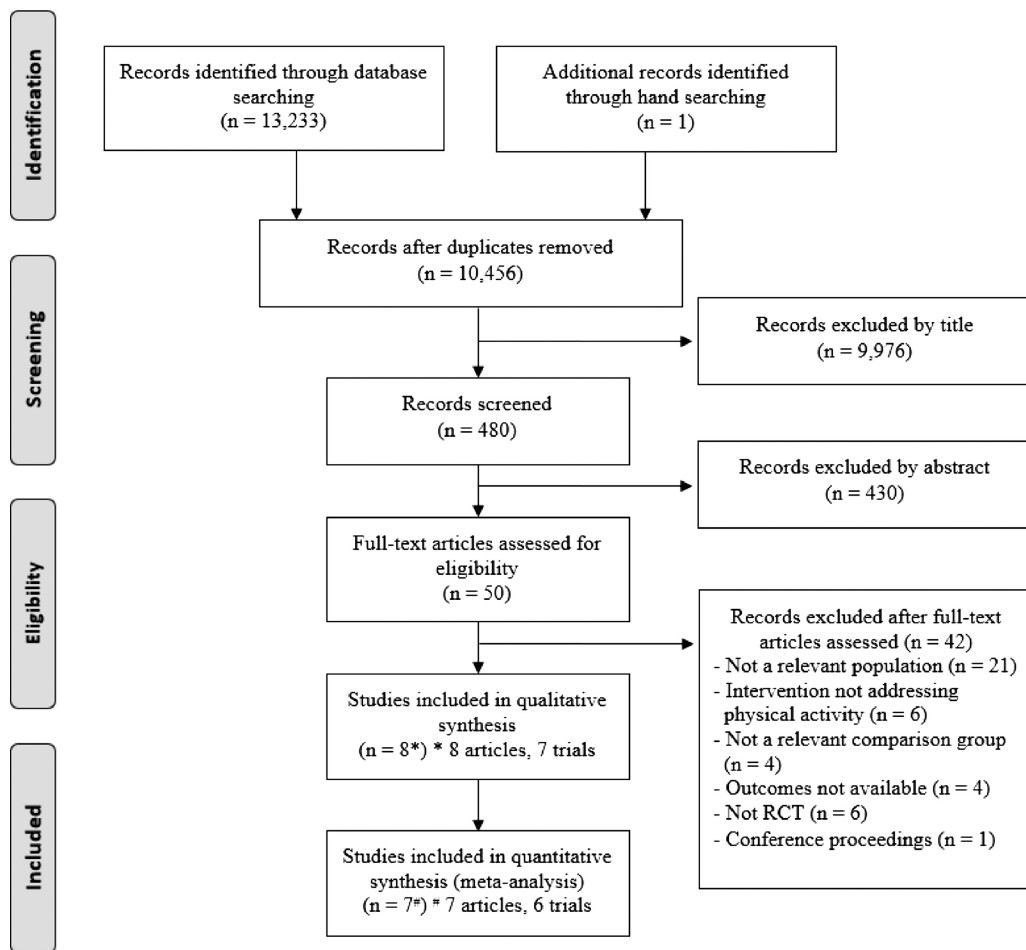 Identification
Records identified through database
searching
(n = 13,233)
Additional records identified
through hand searching
(n = 1)
Records after duplicates removed
(n = 10,456)
Screening
Records excluded by title
(n = 9,976)
Records screened
(n = 480)
Records excluded by abstract
(n = 430)
Eligibility
Full-text articles assessed for
eligibility
(n = 50)
Records excluded after full-text
articles assessed (n = 42)
- Not a relevant population (n = 21)
- Intervention not addressing
physical activity (n = 6)
- Not a relevant comparison group
(n = 4)
- Outcomes not available (n = 4)
- Not RCT (n = 6)
- Conference proceedings (n = 1)
Studies included in qualitative
synthesis
(n = 8*) * 8 articles, 7 trials
Included
Studies included in quantitative
synthesis (meta-analysis)
(n = 7#) # 7 articles, 6 trials